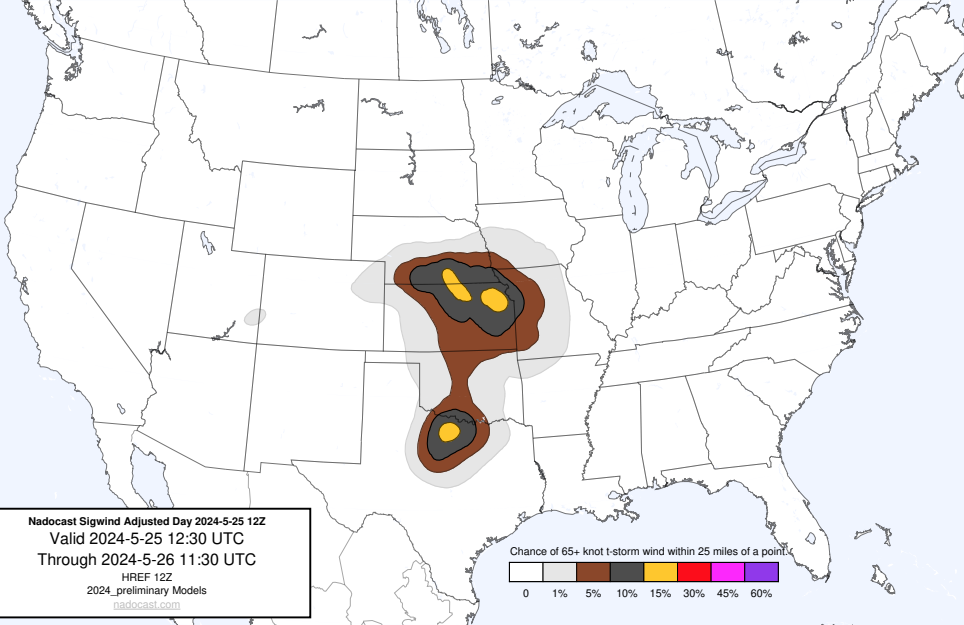 Nadocast Sigwind Adjusted Day 2024-5-25 12Z
Valid 2024-5-25 12:30 UTC
Through 2024-5-26 11:30 UTC
HREF 12Z
2024_preliminary Models
nadocast.com
Chance of 65+ knot t-storm wind within 25 miles of a point.
0 1% 5% 10% 15% 30% 45% 60%